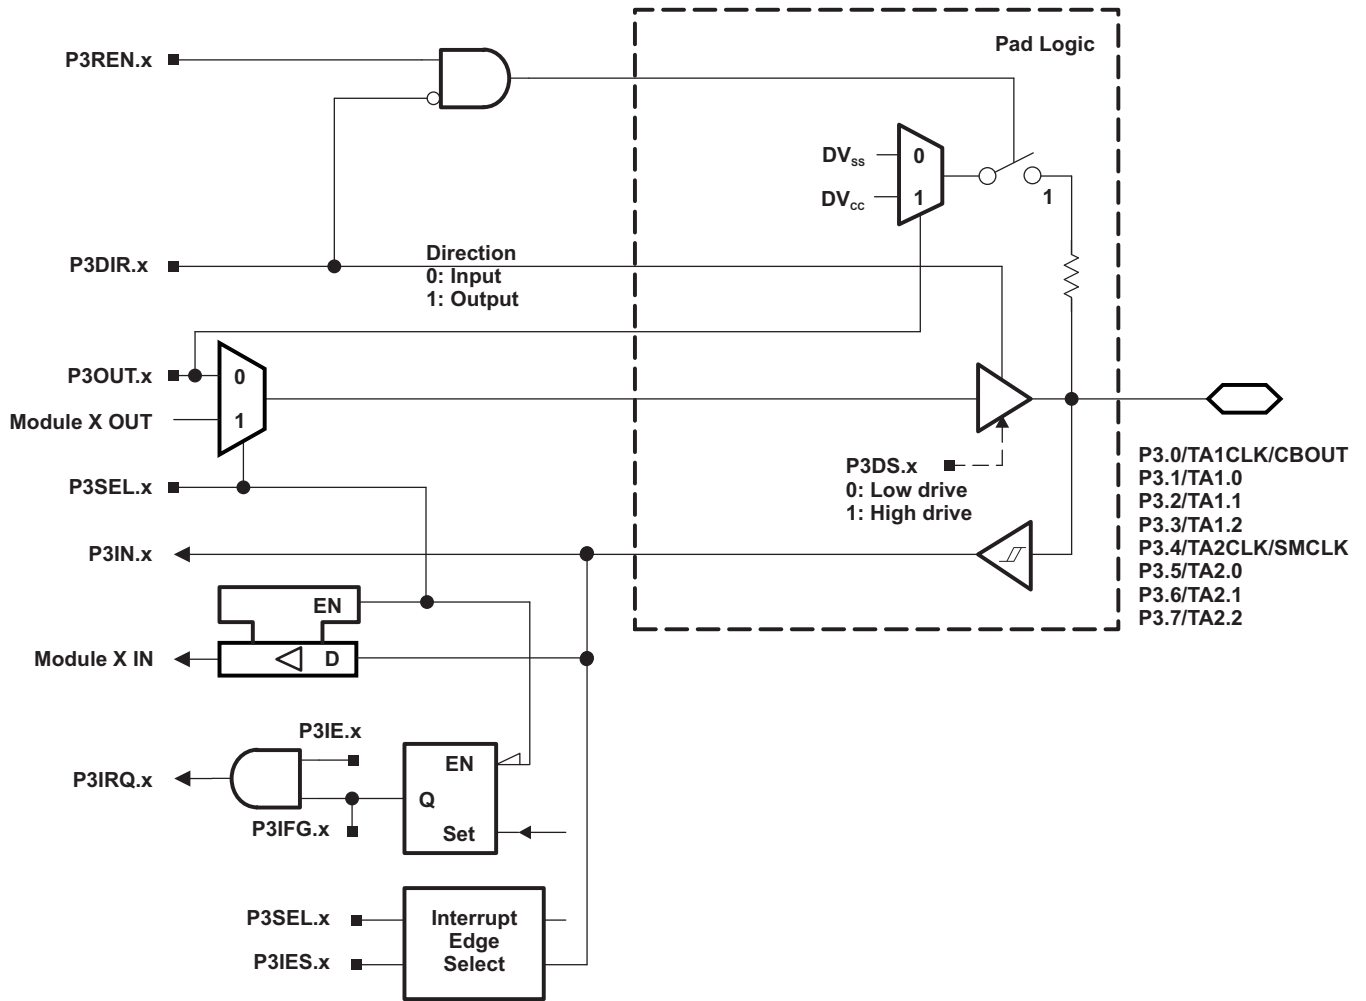 Pad Logic
P3REN.x
DVSS
0
DVCC
1
1
P3DIR.x
Direction
0: Input
1: Output
P3OUT.x
0
Module X OUT
1
P3DS.x
0: Low drive
1: High drive
P3.0/TA1CLK/CBOUT
P3.1/TA1.0
P3.2/TA1.1
P3.3/TA1.2
P3.4/TA2CLK/SMCLK
P3.5/TA2.0
P3.6/TA2.1
P3.7/TA2.2
P3SEL.x
P3IN.x
EN
Module X IN
D
P3IE.x
P3IRQ.x
EN
Q
P3IFG.x
Set
P3SEL.x
P3IES.x
Interrupt
Edge
Select